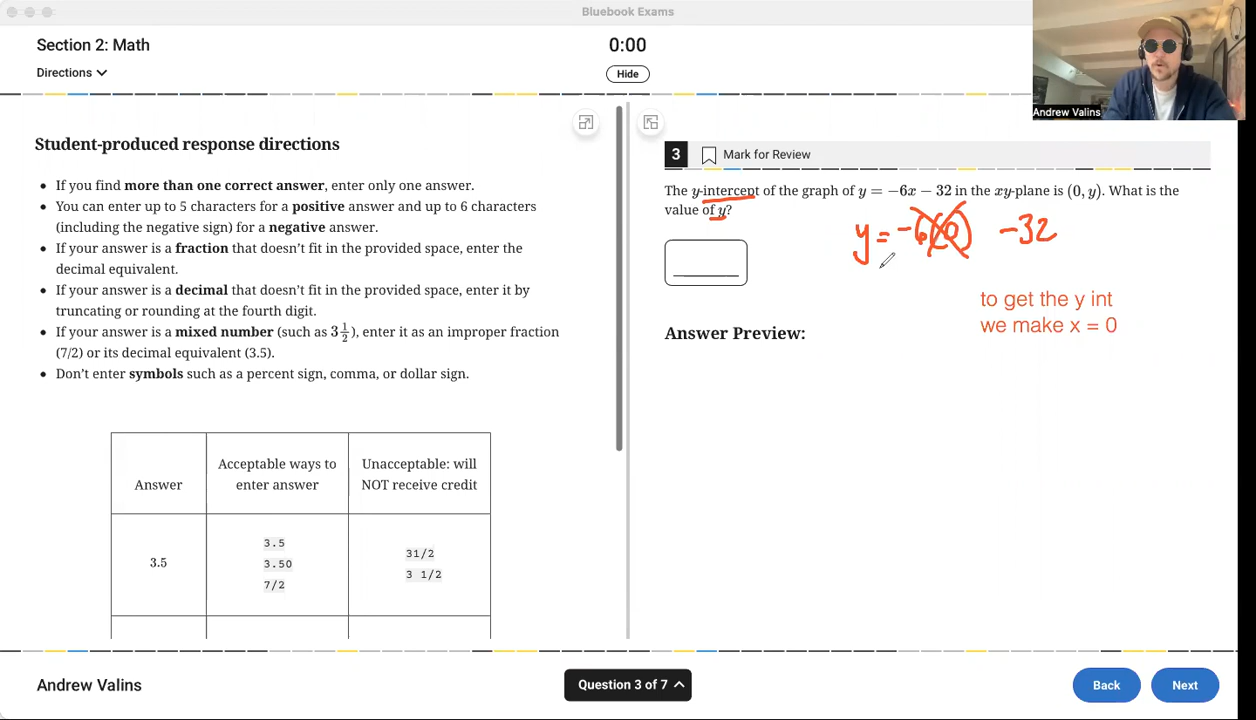 Bluebook Exams
Section 2: Math
Directions
0:00
Hide
Andrew Valins
Student-produced response directions
• If you find more than one correct answer, enter only one answer.
• You can enter up to 5 characters for a positive answer and up to 6 characters
(including the negative sign) for a negative answer.
• If your answer is a fraction that doesn't fit in the provided space, enter the
decimal equivalent.
• If your answer is a decimal that doesn't fit in the provided space, enter it by
truncating or rounding at the fourth digit.
• If your answer is a mixed number (such as 3 1/2), enter it as an improper fraction
(7/2) or its decimal equivalent (3.5).
• Don't enter symbols such as a percent sign, comma, or dollar sign.
Answer
Acceptable ways to
enter answer
Unacceptable: will
NOT receive credit
3.5
3.5
3.50
7/2
31/2
3 1/2
3 Mark for Review
The y-intercept of the graph of y = −6x − 32 in the xy-plane is (0, y). What is the
value of y?
y = -6(0) -32
to get the y int
we make x = 0
Answer Preview:
Andrew Valins
Question 3 of 7
Back
Next